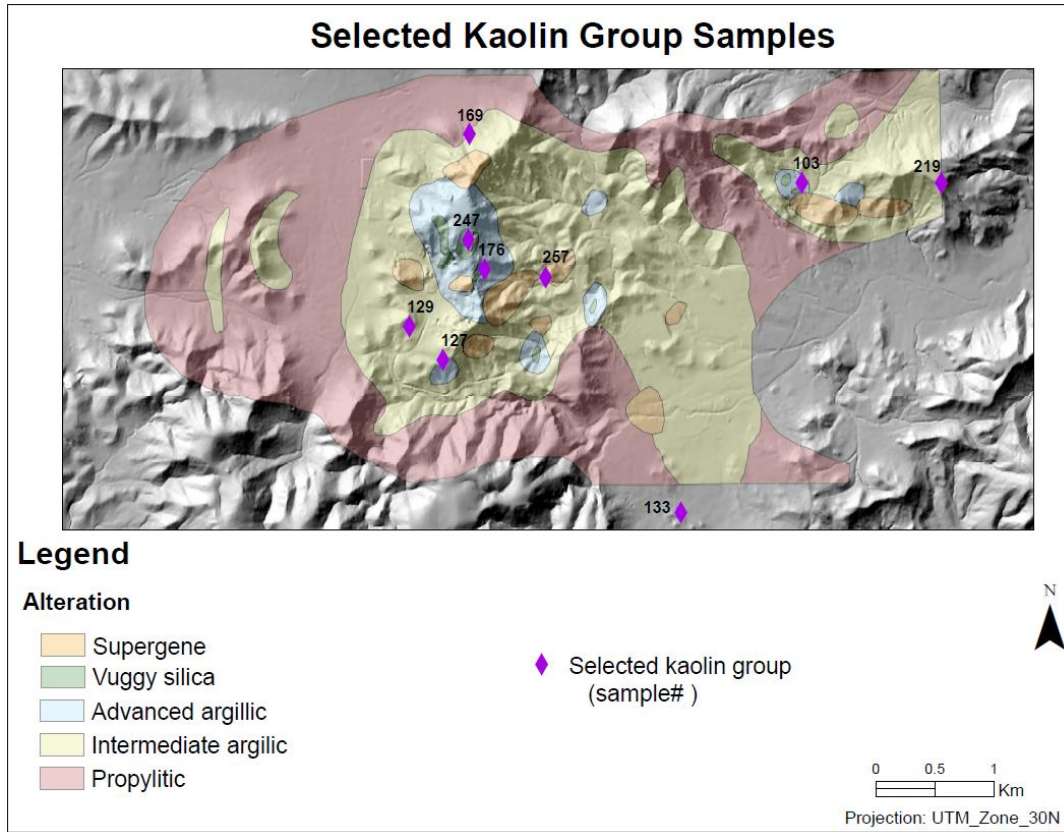 Selected Kaolin Group Samples
169
103
219
247
176
257
129
127
133
Legend
Alteration
Supergene
Vuggy silica
Advanced argillic
Intermediate argilic
Propylitic
Selected kaolin group
(sample# )
N
0 0.5 1
Km
Projection: UTM_Zone_30N